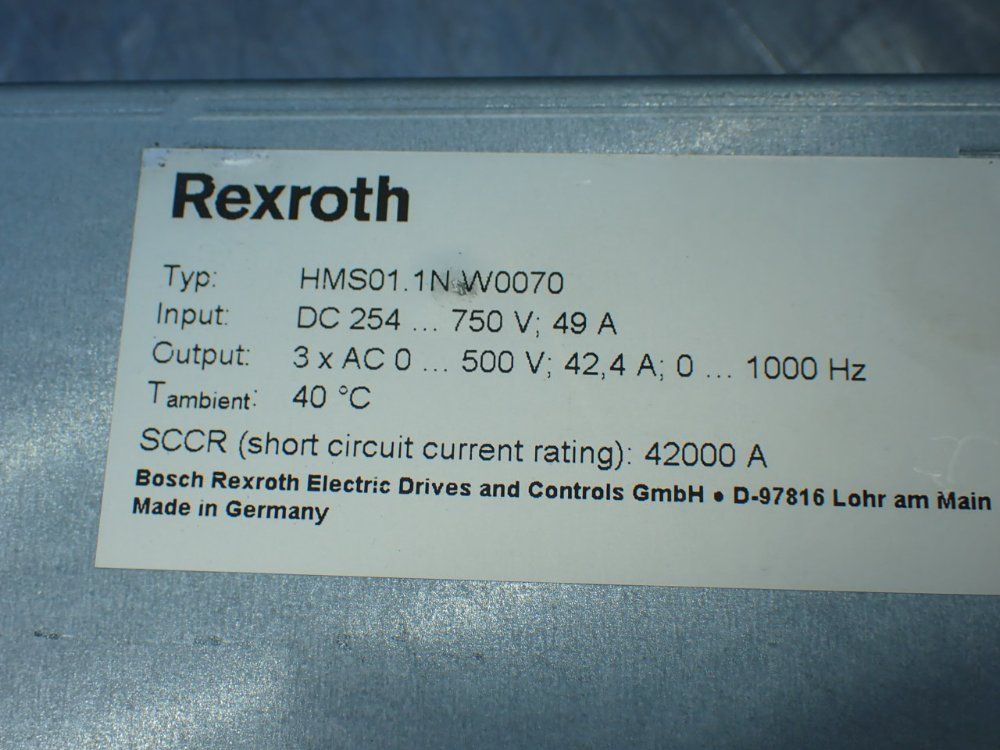 Rexroth
Typ: HMS01.1N-W0070
Input: DC 254 ... 750 V; 49 A
Output: 3 x AC 0 ... 500 V; 42,4 A; 0 ... 1000 Hz
Tambient: 40 °C
SCCR (short circuit current rating): 42000 A
Bosch Rexroth Electric Drives and Controls GmbH • D-97816 Lohr am Main
Made in Germany